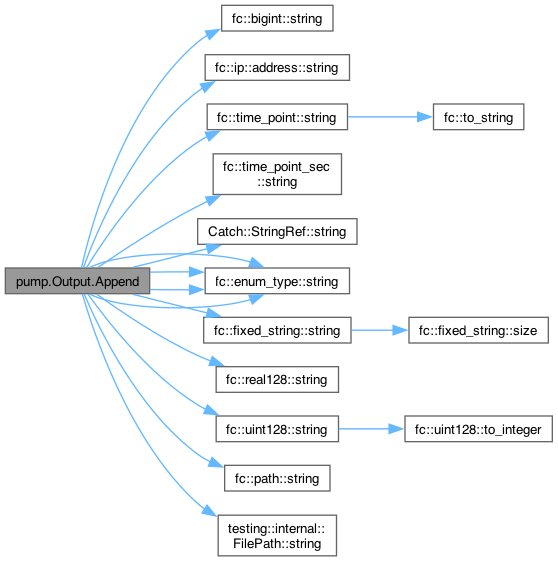 fc::bigint::string
fc::ip::address::string
fc::time_point::string
fc::to_string
fc::time_point_sec
::string
Catch::StringRef::string
pump.Output.Append
fc::enum_type::string
fc::fixed_string::string
fc::fixed_string::size
fc::real128::string
fc::uint128::string
fc::uint128::to_integer
fc::path::string
testing::internal::
FilePath::string